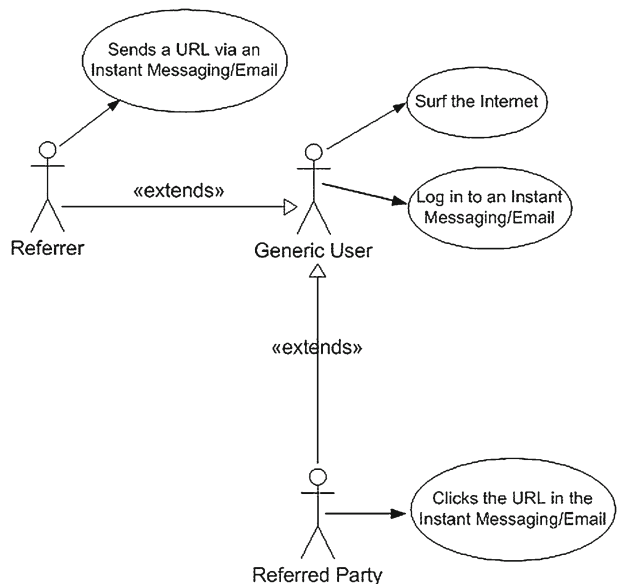 Sends a URL via an
Instant Messaging/Email
Surf the Internet
«extends»
Log in to an Instant
Messaging/Email
Referrer
Generic User
«extends»
Clicks the URL in the
Instant Messaging/Email
Referred Party